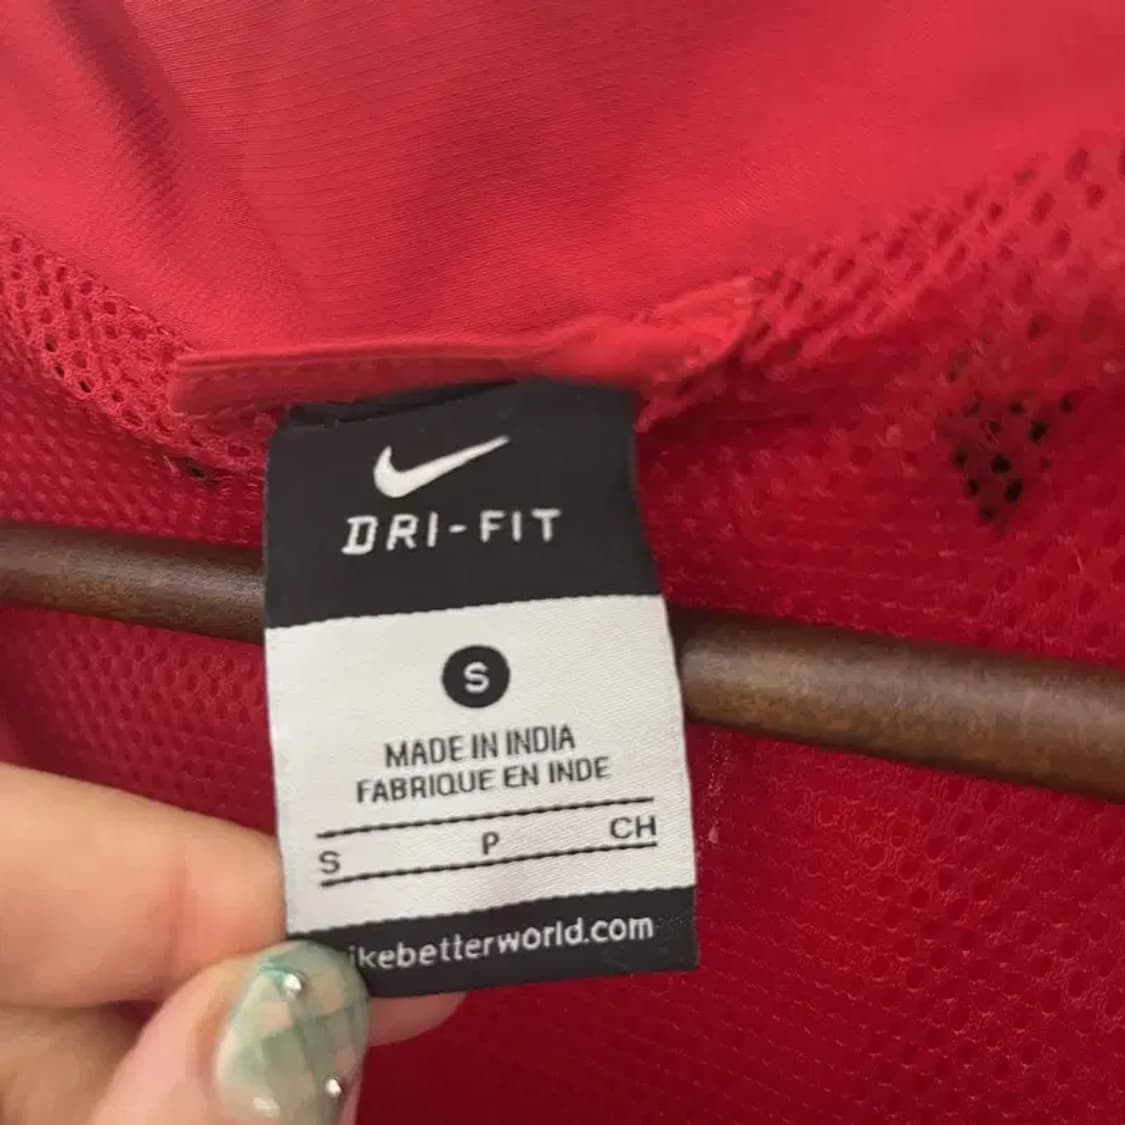 DRI-FIT
S
MADE IN INDIA
FABRIQUE EN INDE
S P CH
ikebetterworld.com